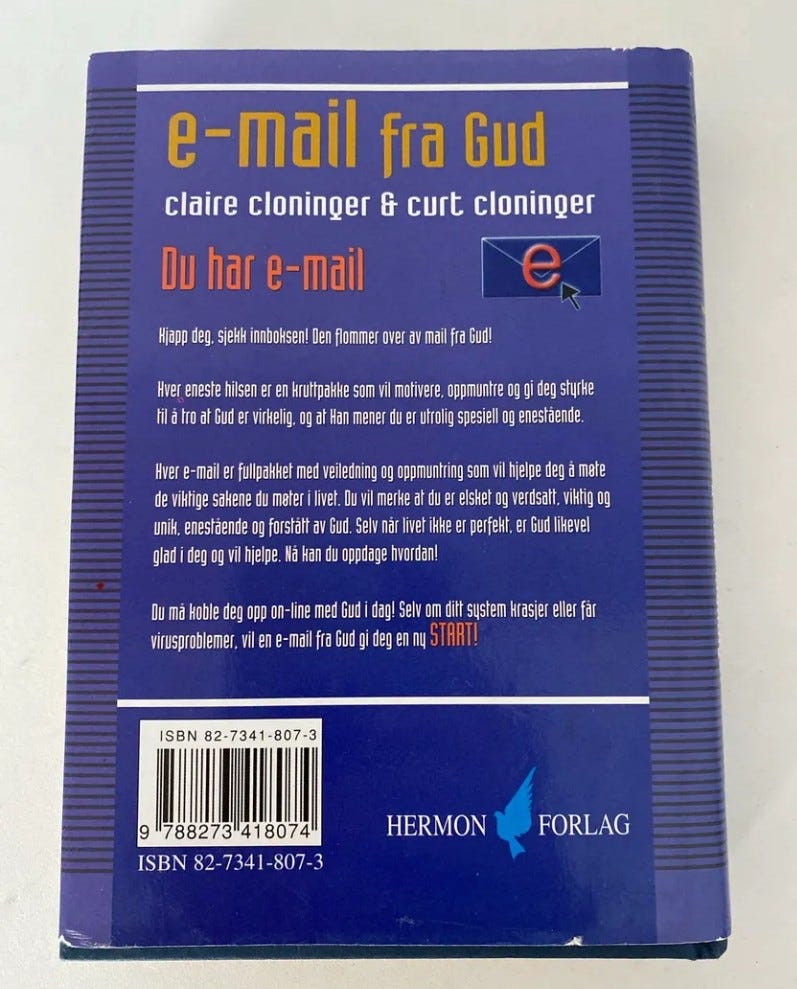 e-mail fra Gud
claire cloninger & curt cloninger
Du har e-mail
e
Kjapp deg, sjekk innboksen! Den flommer over av mail fra Gud!
Hver eneste hilsen er en kruttpakke som vil motivere, oppmuntre og gi deg styrke
til å tro at Gud er virkelig, og at Han mener du er utrolig spesiell og enestående.
Hver e-mail er fullpakket med veiledning og oppmuntring som vil hjelpe deg å møte
de viktige sakene du møter i livet. Du vil merke at du er elsket og verdsatt, viktig og
unik, enestående og forstått av Gud. Selv når livet ikke er perfekt, er Gud likevel
glad i deg og vil hjelpe. Nå kan du oppdage hvordan!
Du må koble deg opp on-line med Gud i dag! Selv om ditt system krasjer eller får
virusproblemer, vil en e-mail fra Gud gi deg en ny START!
ISBN 82-7341-807-3
9 788273 418074
ISBN 82-7341-807-3
HERMON FORLAG